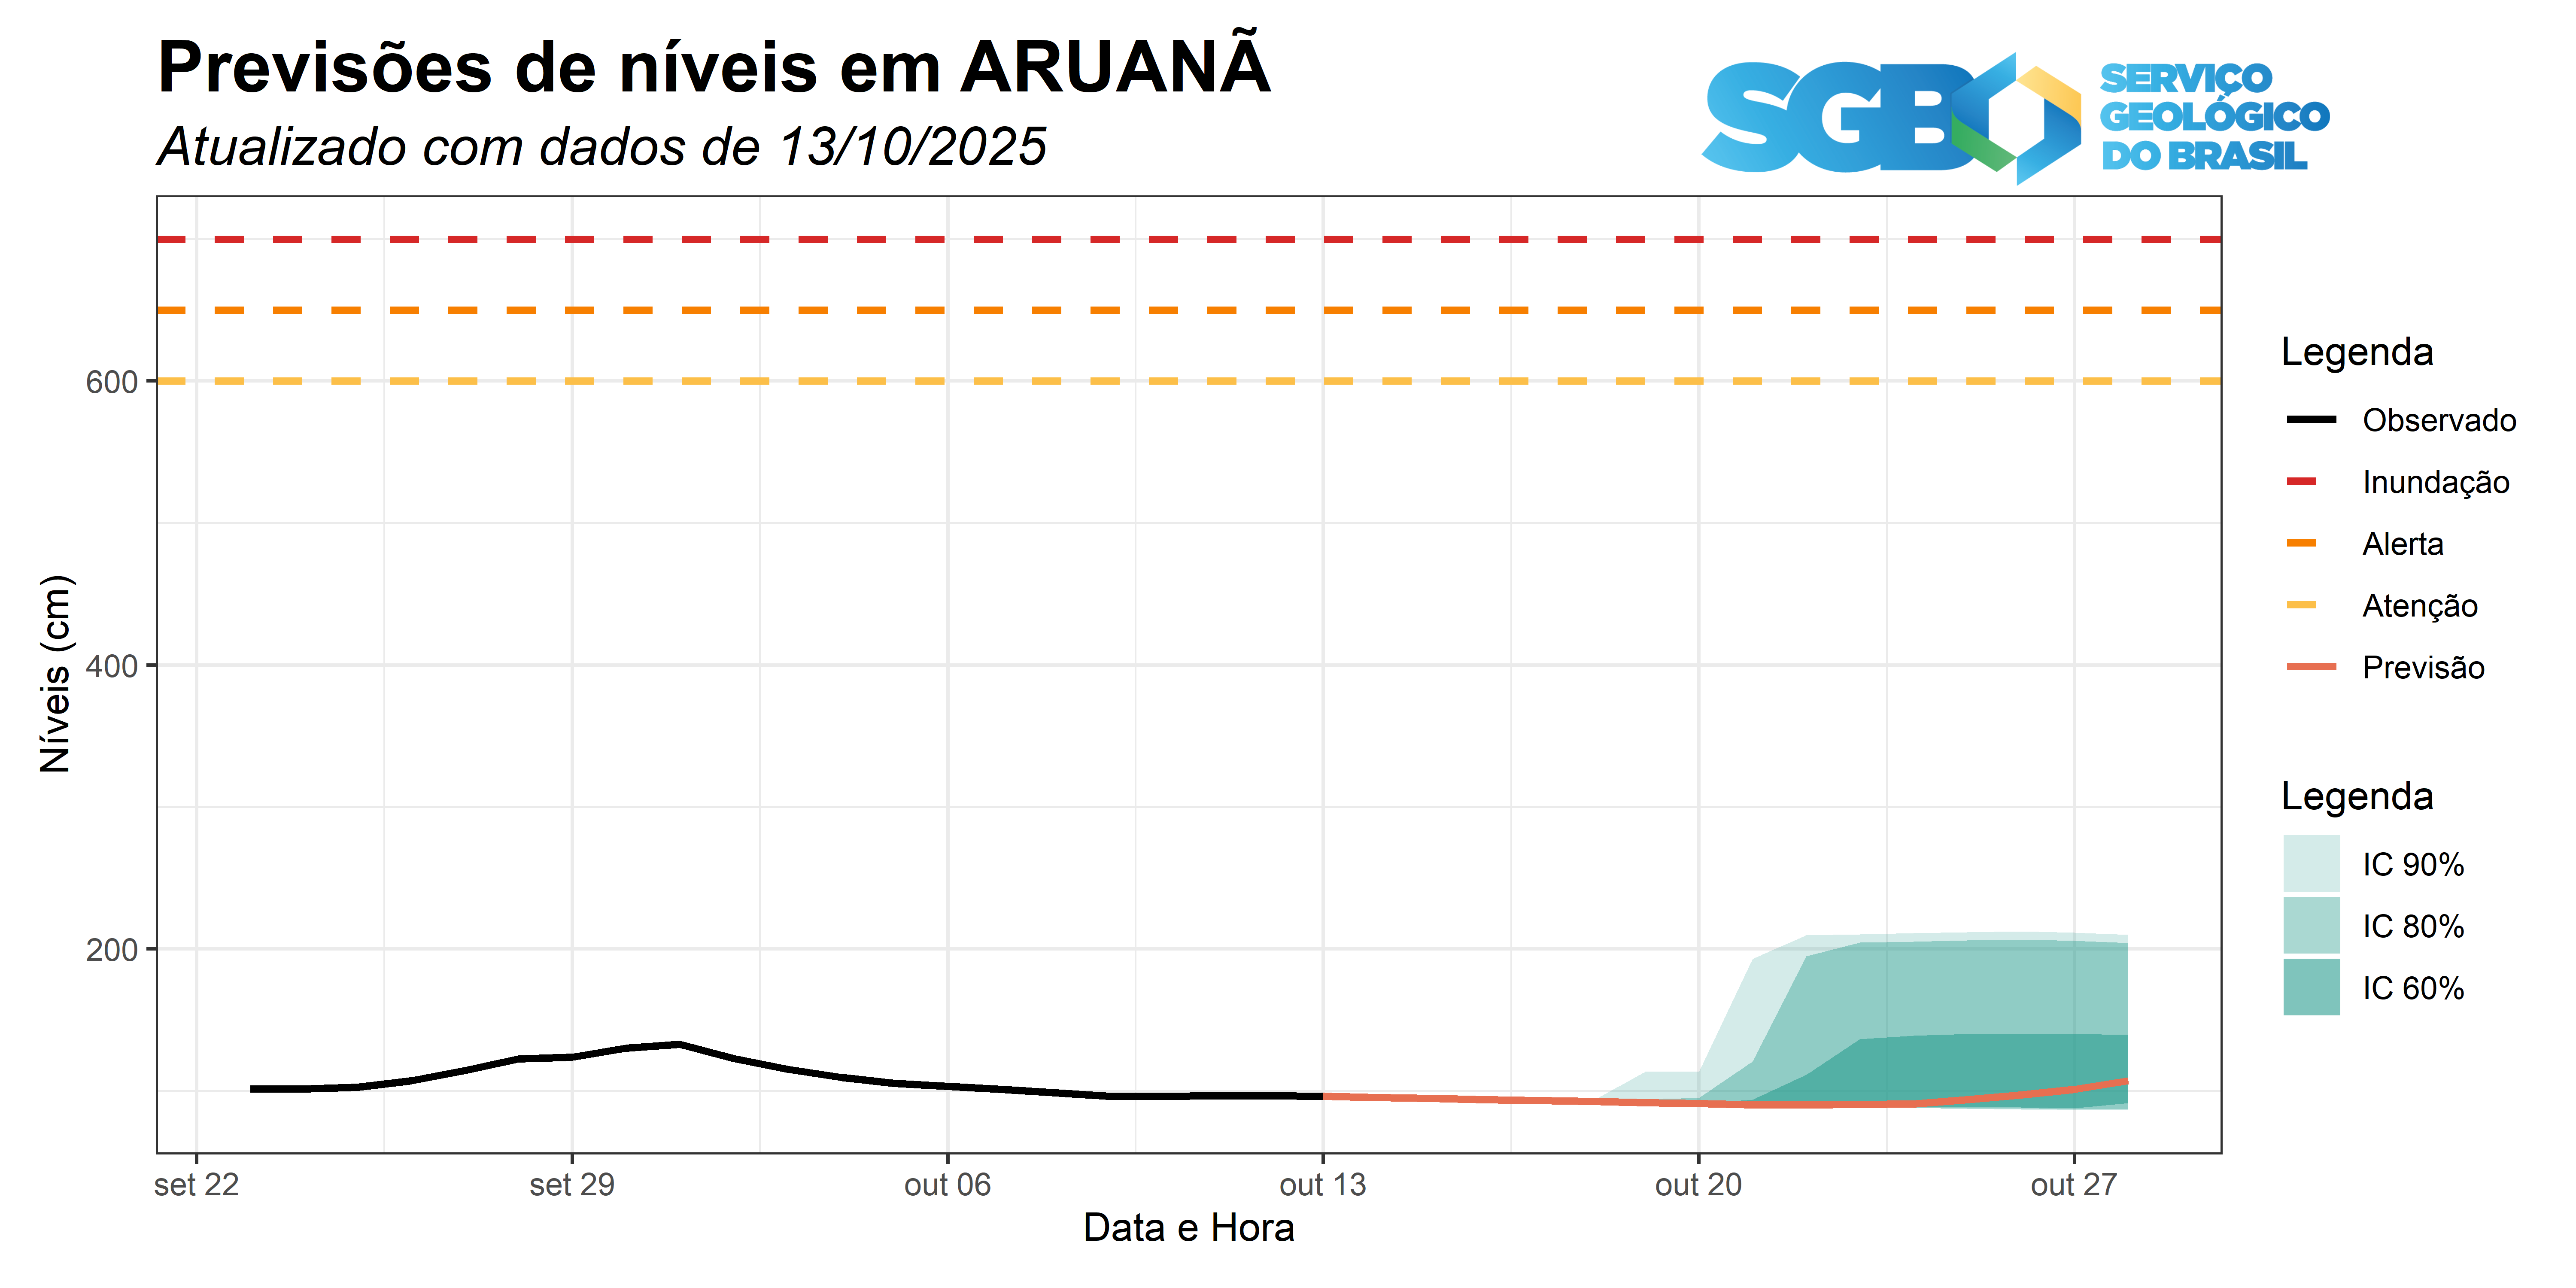 Previsões de níveis em ARUANÃ
Atualizado com dados de 13/10/2025
SGB
SERVIÇO
GEOLÓGICO
DO BRASIL
Níveis (cm)
600
400
200
set 22
set 29
out 06
out 13
out 20
out 27
Data e Hora
Legenda
Observado
Inundação
Alerta
Atenção
Previsão
Legenda
IC 90%
IC 80%
IC 60%